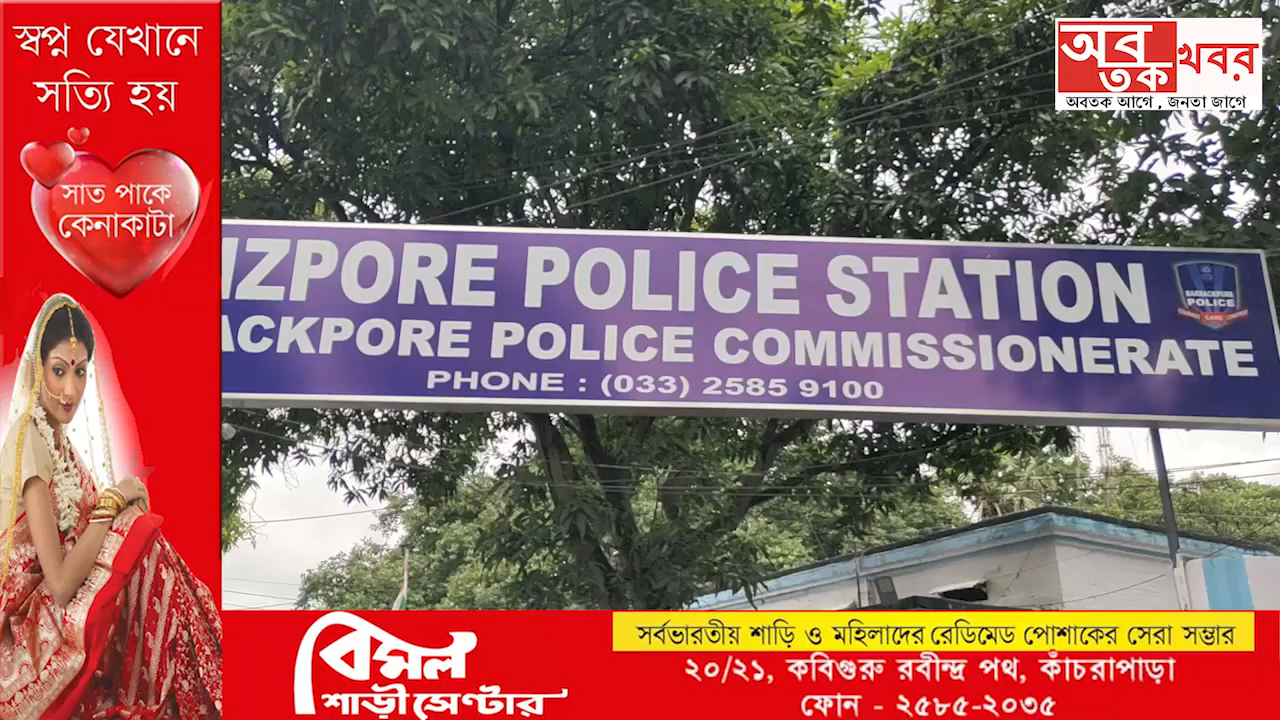 স্বপ্ন যেখানে
সত্যি হয়
সাত পাকে
কেনাকাটা
অব
তক
খবর
অবতক আগে , জনতা জাগে
IZPORE POLICE STATION
ACKPORE POLICE COMMISSIONERATE
PHONE : (033) 2585 9100
BARRACKPORE
POLICE
বিমল
শাড়ী সেন্টার
সর্বভারতীয় শাড়ি ও মহিলাদের রেডিমেড পোশাকের সেরা সম্ভার
২০/২১, কবিগুরু রবীন্দ্র পথ, কাঁচরাপাড়া
ফোন - ২৫৮৫-২০৩৫